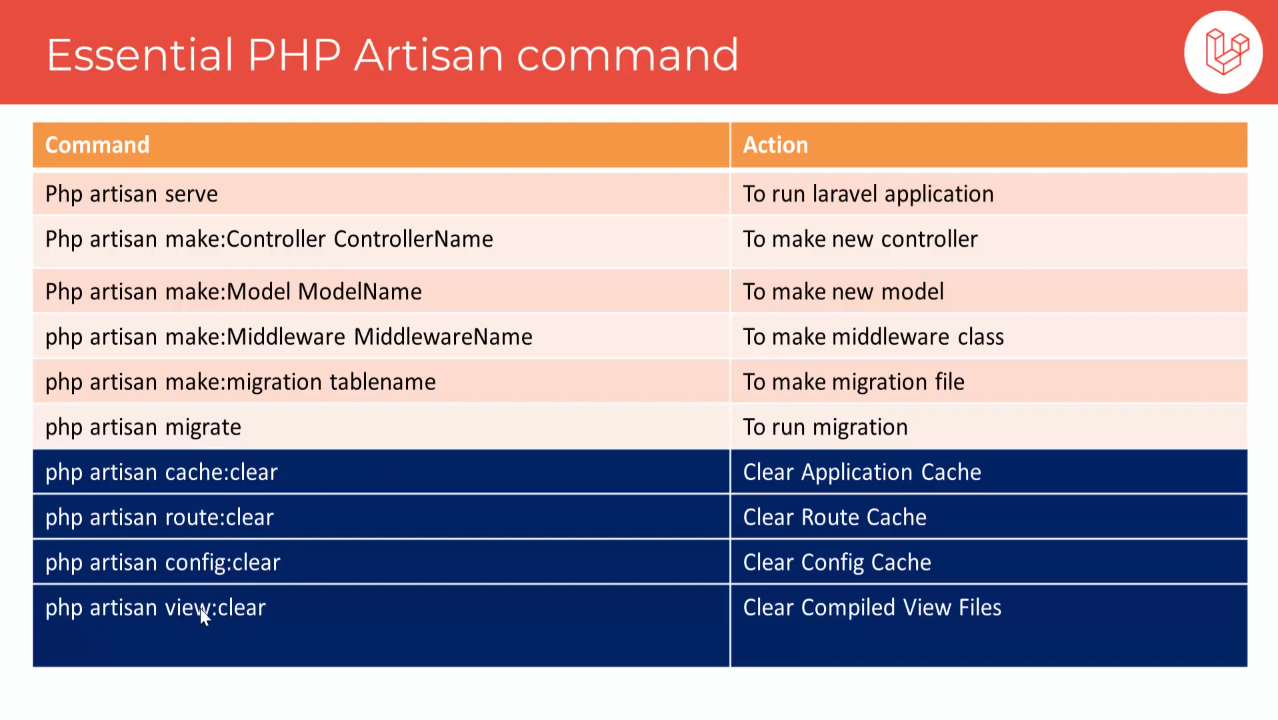 Essential PHP Artisan command
Command Action
Php artisan serve To run laravel application
Php artisan make:Controller ControllerName To make new controller
Php artisan make:Model ModelName To make new model
php artisan make:Middleware MiddlewareName To make middleware class
php artisan make:migration tablename To make migration file
php artisan migrate To run migration
php artisan cache:clear Clear Application Cache
php artisan route:clear Clear Route Cache
php artisan config:clear Clear Config Cache
php artisan view:clear Clear Compiled View Files